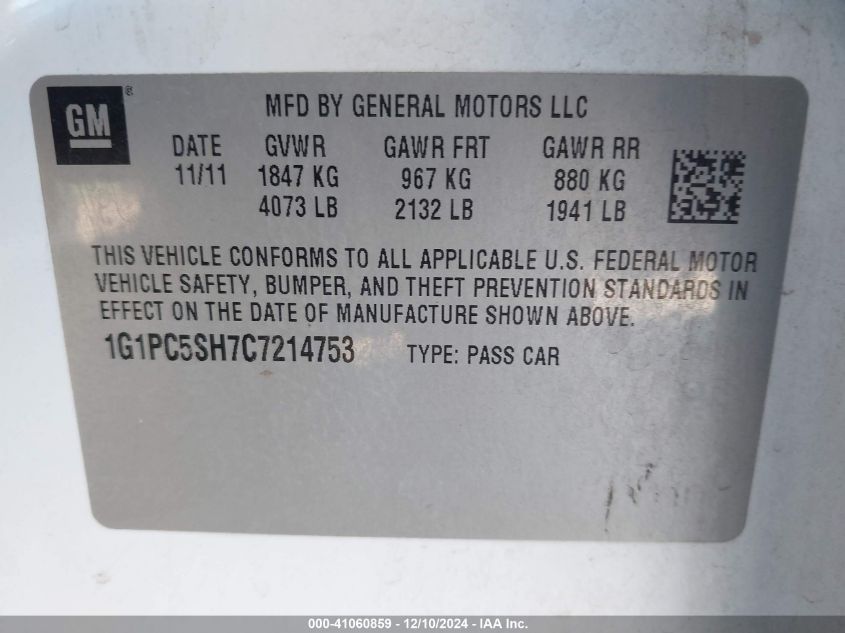 GM ®
MFD BY GENERAL MOTORS LLC
DATE GVWR GAWR FRT GAWR RR
11/11 1847 KG 967 KG 880 KG
4073 LB 2132 LB 1941 LB
THIS VEHICLE CONFORMS TO ALL APPLICABLE U.S. FEDERAL MOTOR
VEHICLE SAFETY, BUMPER, AND THEFT PREVENTION STANDARDS IN
EFFECT ON THE DATE OF MANUFACTURE SHOWN ABOVE.
1G1PC5SH7C7214753 TYPE: PASS CAR
000-41060859 - 12/10/2024 - IAA Inc.